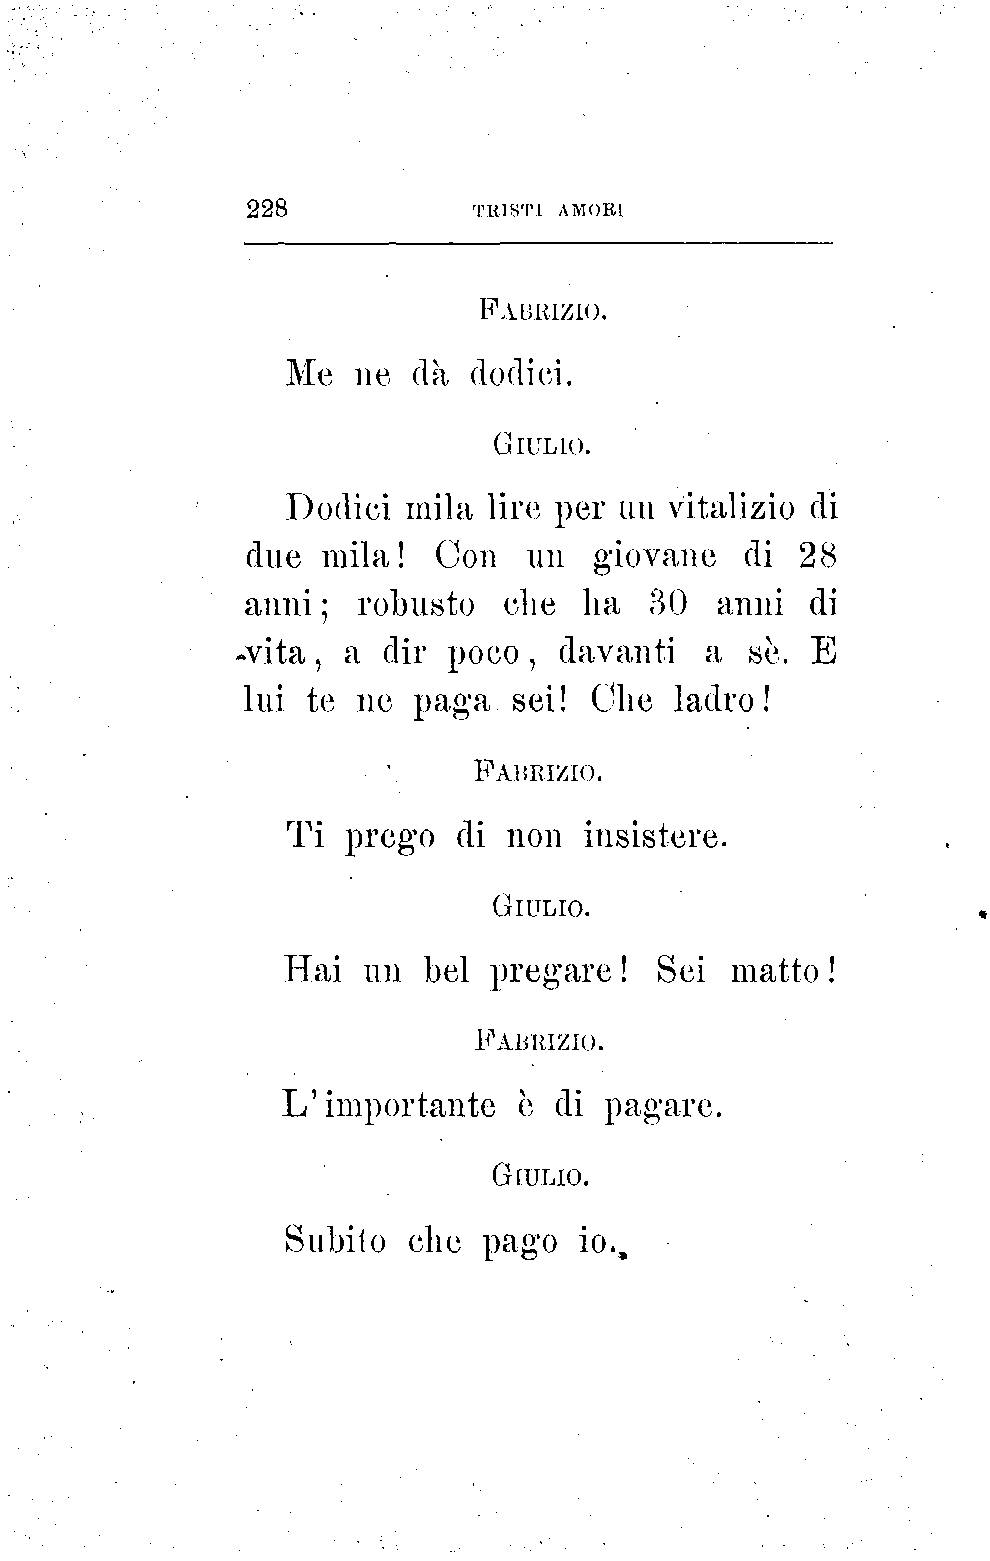 228 TRISTI AMORI
FABRIZIO.
Me ne dà dodici.
GIULIO.
Dodici mila lire per un vitalizio di
due mila! Con un giovane di 28
anni; robusto che ha 30 anni di
vita, a dir poco, davanti a sè. E
lui te ne paga sei! Che ladro!
FABRIZIO.
Ti prego di non insistere.
GIULIO.
Hai un bel pregare! Sei matto!
FABRIZIO.
L'importante è di pagare.
GIULIO.
Subito che pago io.